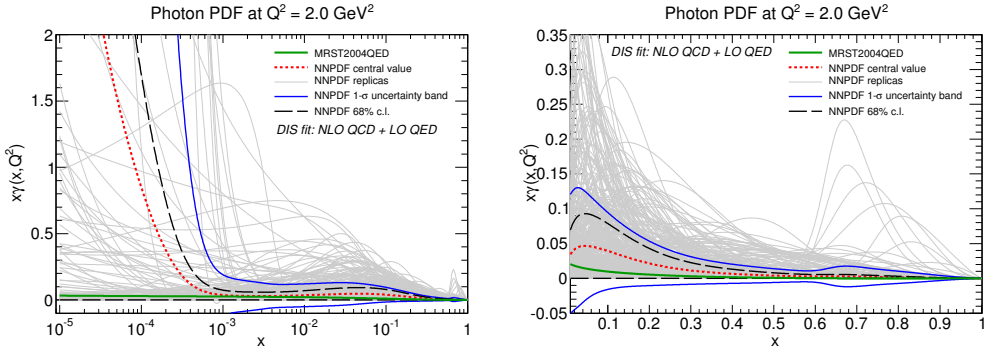 Photon PDF at Q² = 2.0 GeV²
xγ(x,Q²)
2
1.5
1
0.5
0
MRST2004QED
NNPDF central value
NNPDF replicas
NNPDF 1-σ uncertainty band
NNPDF 68% c.l.
DIS fit: NLO QCD + LO QED
10⁻⁵
10⁻⁴
10⁻³
10⁻²
10⁻¹
1
x
Photon PDF at Q² = 2.0 GeV²
xγ(x,Q²)
0.35
0.3
0.25
0.2
0.15
0.1
0.05
0
-0.05
DIS fit: NLO QCD + LO QED
MRST2004QED
NNPDF central value
NNPDF replicas
NNPDF 1-σ uncertainty band
NNPDF 68% c.l.
0.1
0.2
0.3
0.4
0.5
0.6
0.7
0.8
0.9
1
x